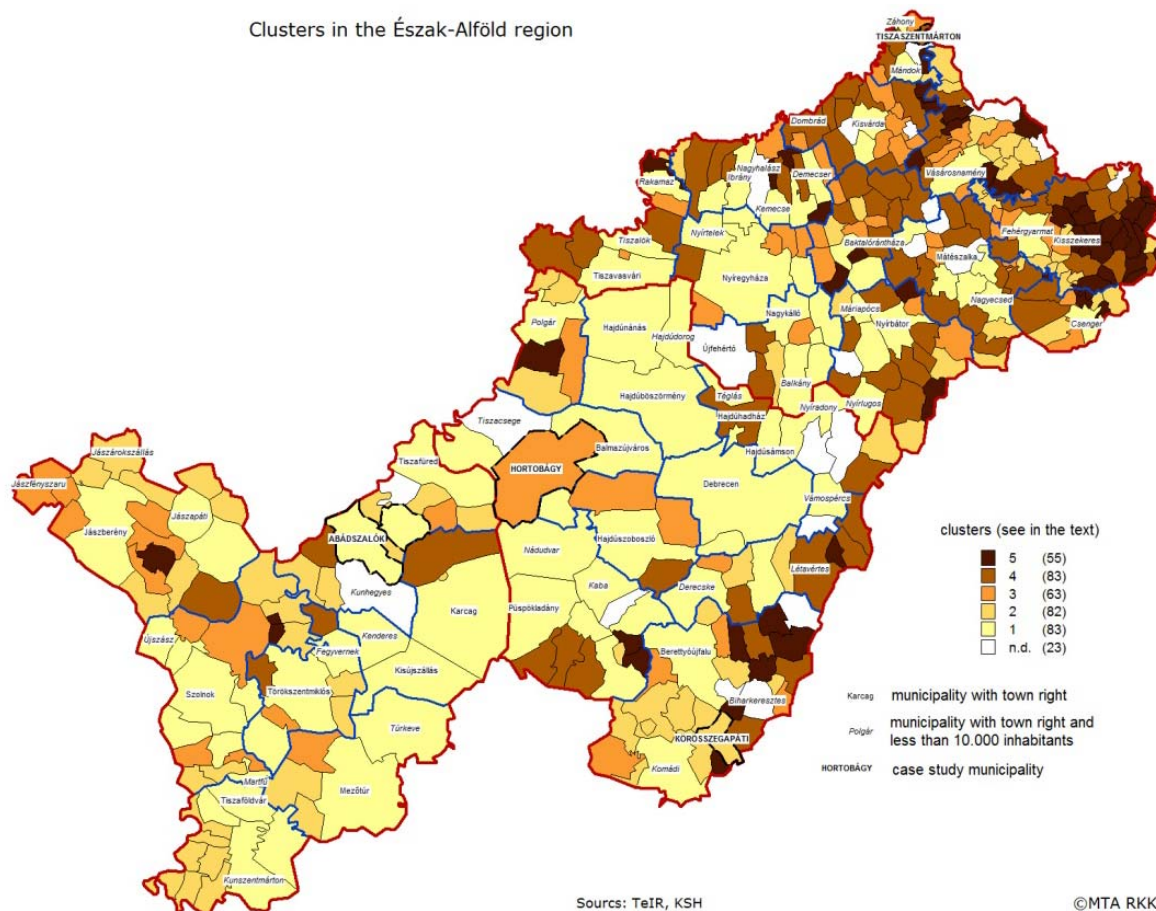 Clusters in the Észak-Alföld region
Záhony
TISZASZENTMÁRTON
Mándok
Dombrád
Kisvárda
Nagyhalász
Ibrány
Demecser
Rakamaz
Vásárosnamény
Kemecse
Nyírtelek
Tiszalök
Baktalórántháza
Fehérgyarmat
Kisszekeres
Mátészalka
Tiszavasvári
Nyíregyháza
Nagyecsed
Máriapócs
Nagykálló
Nyírbátor
Csenger
Polgár
Hajdúnánás
Hajdúdorog
Újfehértó
Balkány
Téglás
Nyíradony
Nyírlugos
Hajdúböszörmény
Hajdúhadház
Tiszacsege
Balmazújváros
Hajdúsámson
Jászárokszállás
Tiszafüred
HORTOBÁGY
Debrecen
Jászfényszaru
Vámospércs
Jászapáti
Jászberény
ABÁDSZALÓK
Hajdúszoboszló
Nádudvar
Létavértes
Derecske
Kaba
Kunhegyes
Karcag
Püspökladány
Újszász
Kenderes
Fegyvernek
Berettyóújfalu
Kisújszállás
Szolnok
Törökszentmiklós
Biharkeresztes
Túrkeve
KÖRÖSSZEGAPÁTI
Komádi
Martfű
Mezőtúr
Tiszaföldvár
Kunszentmárton
clusters (see in the text)
5 (55)
4 (83)
3 (63)
2 (82)
1 (83)
n.d. (23)
Karcag municipality with town right
Polgár municipality with town right and
less than 10.000 inhabitants
HORTOBÁGY case study municipality
Sourcs: TeIR, KSH
©MTA RKK